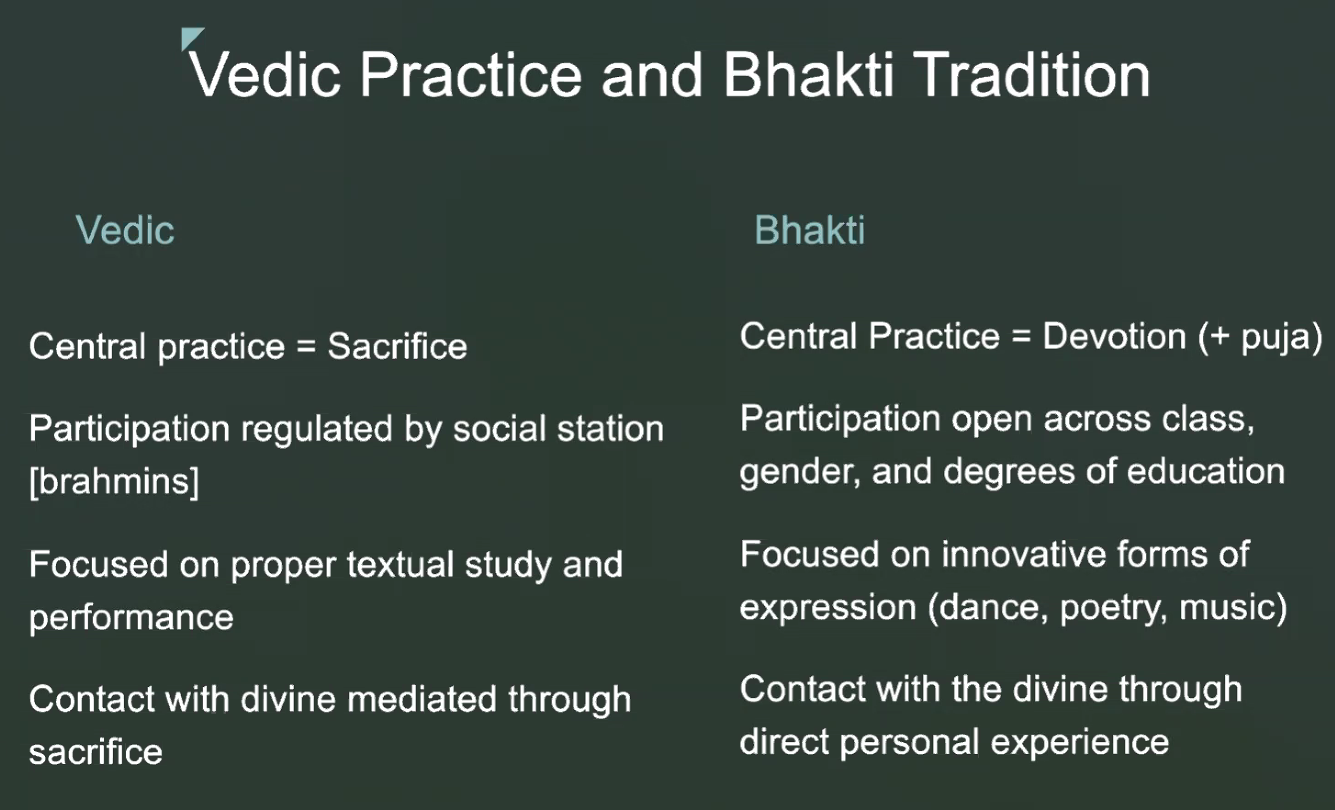 Vedic Practice and Bhakti Tradition
Vedic
Central practice = Sacrifice
Participation regulated by social station
[brahmins]
Focused on proper textual study and
performance
Contact with divine mediated through
sacrifice
Bhakti
Central Practice = Devotion (+ puja)
Participation open across class,
gender, and degrees of education
Focused on innovative forms of
expression (dance, poetry, music)
Contact with the divine through
direct personal experience